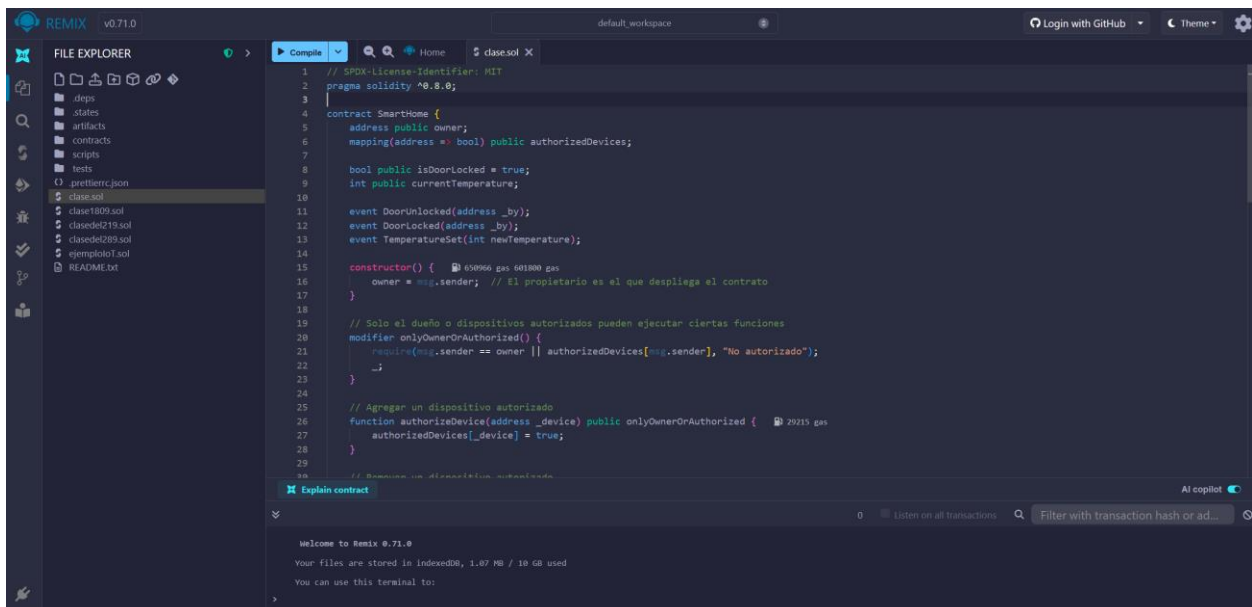 REMIX v0.71.0 default_workspace Login with GitHub Theme
FILE EXPLORER
.deps
.states
artifacts
contracts
scripts
tests
.prettierrc.json
clase.sol
clase1809.sol
clasedel219.sol
clasedel289.sol
ejemploIoT.sol
README.txt
Compile Home clase.sol
1 // SPDX-License-Identifier: MIT
2 pragma solidity ^0.8.0;
3
4 contract SmartHome {
5 address public owner;
6 mapping(address => bool) public authorizedDevices;
7
8 bool public isDoorLocked = true;
9 int public currentTemperature;
10
11 event DoorUnlocked(address _by);
12 event DoorLocked(address _by);
13 event TemperatureSet(int newTemperature);
14
15 constructor() { 650966 gas 601800 gas
16 owner = msg.sender; // El propietario es el que despliega el contrato
17 }
18
19 // Solo el dueño o dispositivos autorizados pueden ejecutar ciertas funciones
20 modifier onlyOwnerOrAuthorized() {
21 require(msg.sender == owner || authorizedDevices[msg.sender], "No autorizado");
22 _;
23 }
24
25 // Agregar un dispositivo autorizado
26 function authorizeDevice(address _device) public onlyOwnerOrAuthorized { 29215 gas
27 authorizedDevices[_device] = true;
28 }
29
30 // Remover un dispositivo autorizado
Explain contract AI copilot
0 Listen on all transactions Filter with transaction hash or ad...
Welcome to Remix 0.71.0
Your files are stored in indexedDB, 1.07 MB / 10 GB used
You can use this terminal to:
>